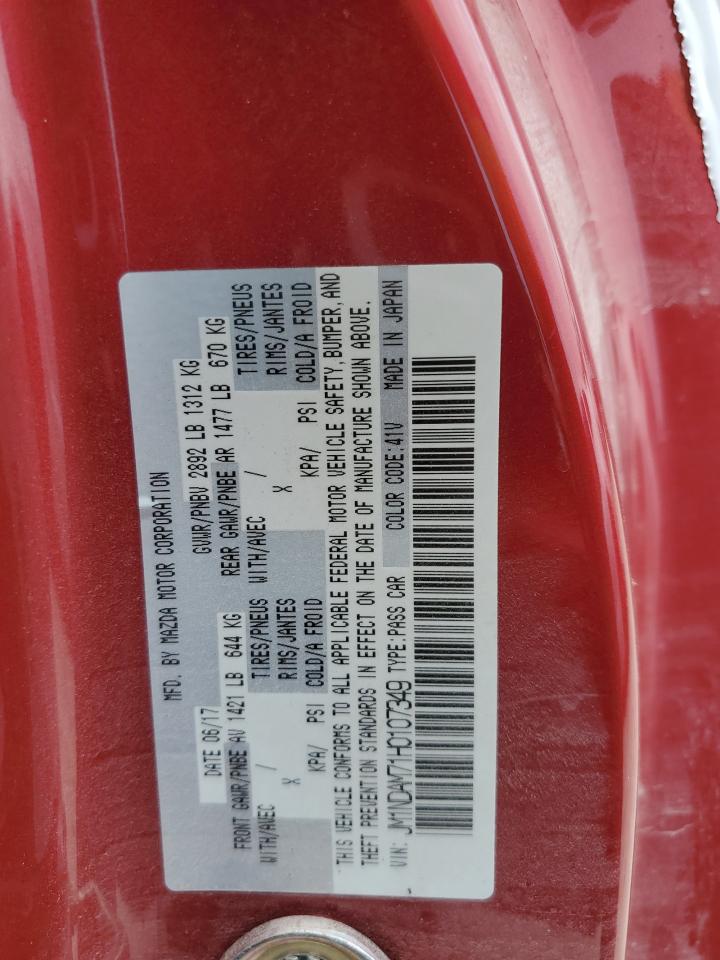 MFD. BY MAZDA MOTOR CORPORATION
DATE 06/17 GVWR/PNBV 2892 LB 1312 KG
FRONT GAWR/PNBE AV 1421 LB 644 KG REAR GAWR/PNBE AR 1477 LB 670 KG
WITH/AVEC / TIRES/PNEUS WITH/AVEC / TIRES/PNEUS
X RIMS/JANTES X RIMS/JANTES
KPA/ PSI COLD/A FROID KPA/ PSI COLD/A FROID
THIS VEHICLE CONFORMS TO ALL APPLICABLE FEDERAL MOTOR VEHICLE SAFETY, BUMPER, AND
THEFT PREVENTION STANDARDS IN EFFECT ON THE DATE OF MANUFACTURE SHOWN ABOVE.
VIN: JM1NDAM71H0107349 TYPE:PASS CAR COLOR CODE:41V MADE IN JAPAN